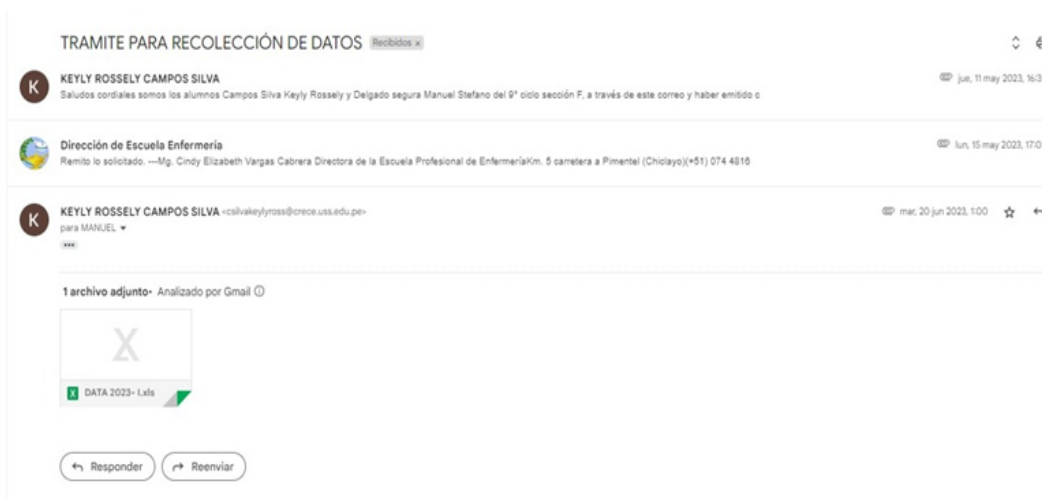 TRAMITE PARA RECOLECCIÓN DE DATOS Recibidos x
K
KEYLY ROSSELY CAMPOS SILVA
jue, 11 may 2023, 16:3
Saludos cordiales somos los alumnos Campos Silva Keyly Rossely y Delgado segura Manuel Stefano del 9° ciclo sección F, a través de este correo y haber emitido c
Dirección de Escuela Enfermeria
lun, 15 may 2023, 17:0
Remito lo solicitado. ---Mg. Cindy Elizabeth Vargas Cabrera Directora de la Escuela Profesional de EnfermeríaKm. 5 carretera a Pimentel (Chiclayo)(+51) 074 4816
K
KEYLY ROSSELY CAMPOS SILVA <csilvakeylyross@crece.uss.edu.pe>
mar, 20 jun 2023, 1:00
para MANUEL
1 archivo adjunto• Analizado por Gmail
X
X DATA 2023- I.xls
Responder
Reenviar